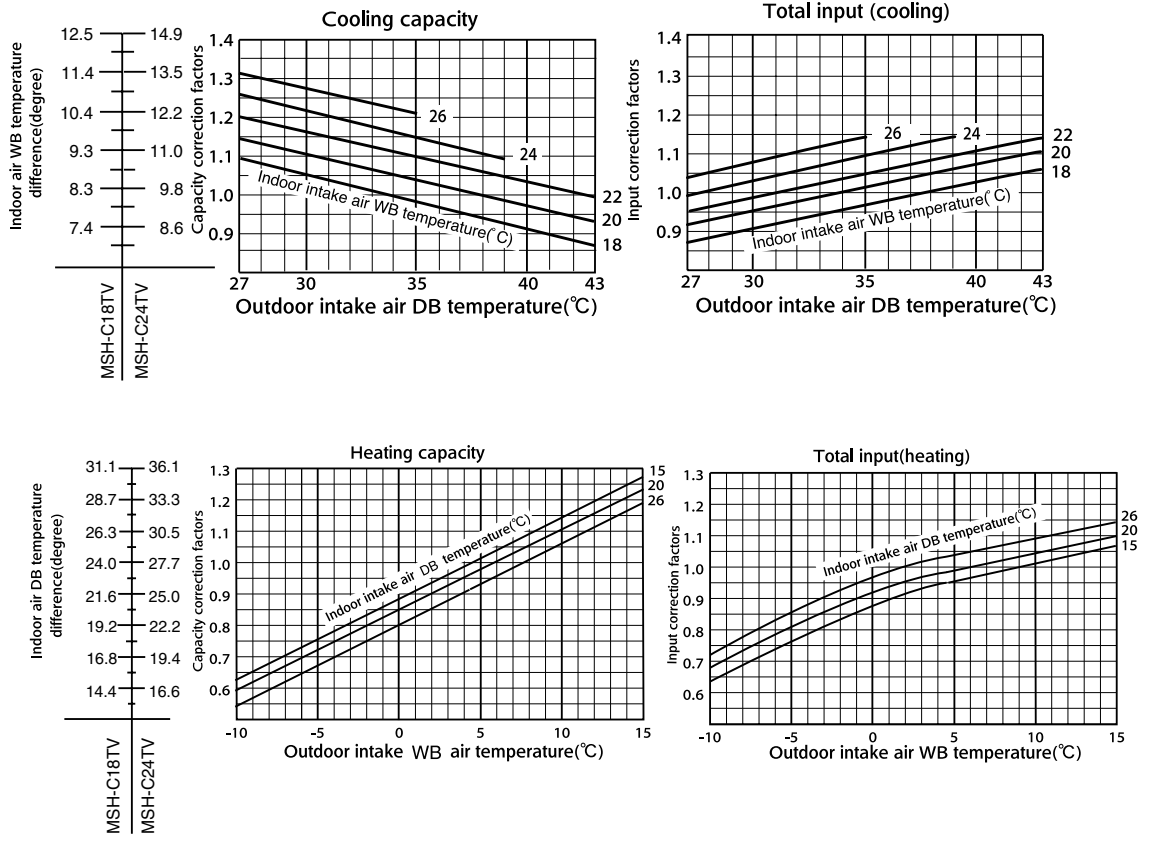 Cooling capacity
Indoor air WB temperature
difference(degree)
12.5 14.9
11.4 13.5
10.4 12.2
9.3 11.0
8.3 9.8
7.4 8.6
MSH-C18TV
MSH-C24TV
Capacity correction factors
1.4
1.3
1.2
1.1
1.0
0.9
26
24
22
20
18
Indoor intake air WB temperature(°C)
27 30 35 40 43
Outdoor intake air DB temperature(℃)
Total input (cooling)
Input correction factors
1.4
1.3
1.2
1.1
1.0
0.9
26 24 22
20
18
Indoor intake air WB temperature(°C)
27 30 35 40 43
Outdoor intake air DB temperature(℃)
Heating capacity
Indoor air DB temperature
difference(degree)
31.1 36.1
28.7 33.3
26.3 30.5
24.0 27.7
21.6 25.0
19.2 22.2
16.8 19.4
14.4 16.6
MSH-C18TV
MSH-C24TV
Capacity correction factors
1.3
1.2
1.1
1.0
0.9
0.8
0.7
0.6
15
20
26
Indoor intake air DB temperature(℃)
-10 -5 0 5 10 15
Outdoor intake WB air temperature(℃)
Total input(heating)
Input correction factors
1.3
1.2
1.1
1.0
0.9
0.8
0.7
0.6
0.5
26
20
15
Indoor intake air DB temperature(℃)
-10 -5 0 5 10 15
Outdoor intake air WB temperature(℃)